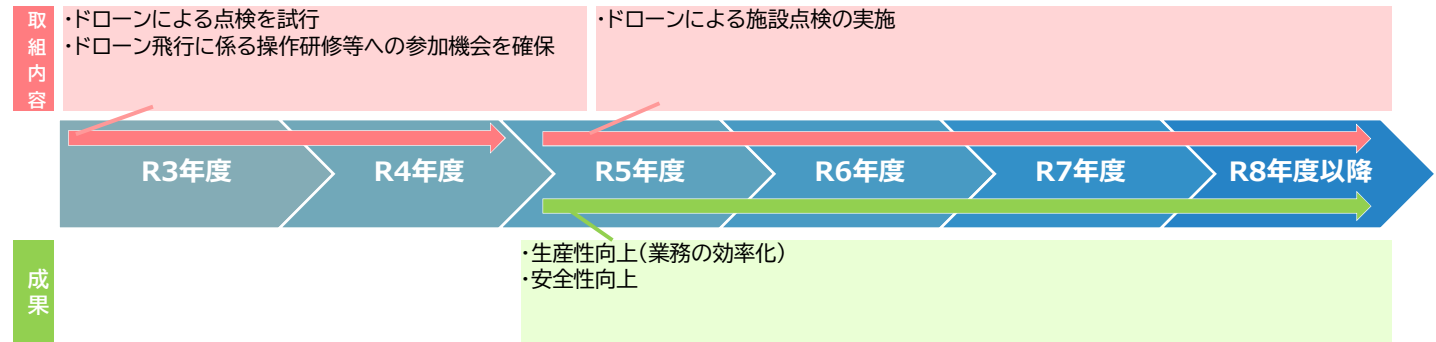 取組内容
・ドローンによる点検を試行
・ドローン飛行に係る操作研修等への参加機会を確保
・ドローンによる施設点検の実施
R3年度
R4年度
R5年度
R6年度
R7年度
R8年度以降
成果
・生産性向上(業務の効率化)
・安全性向上